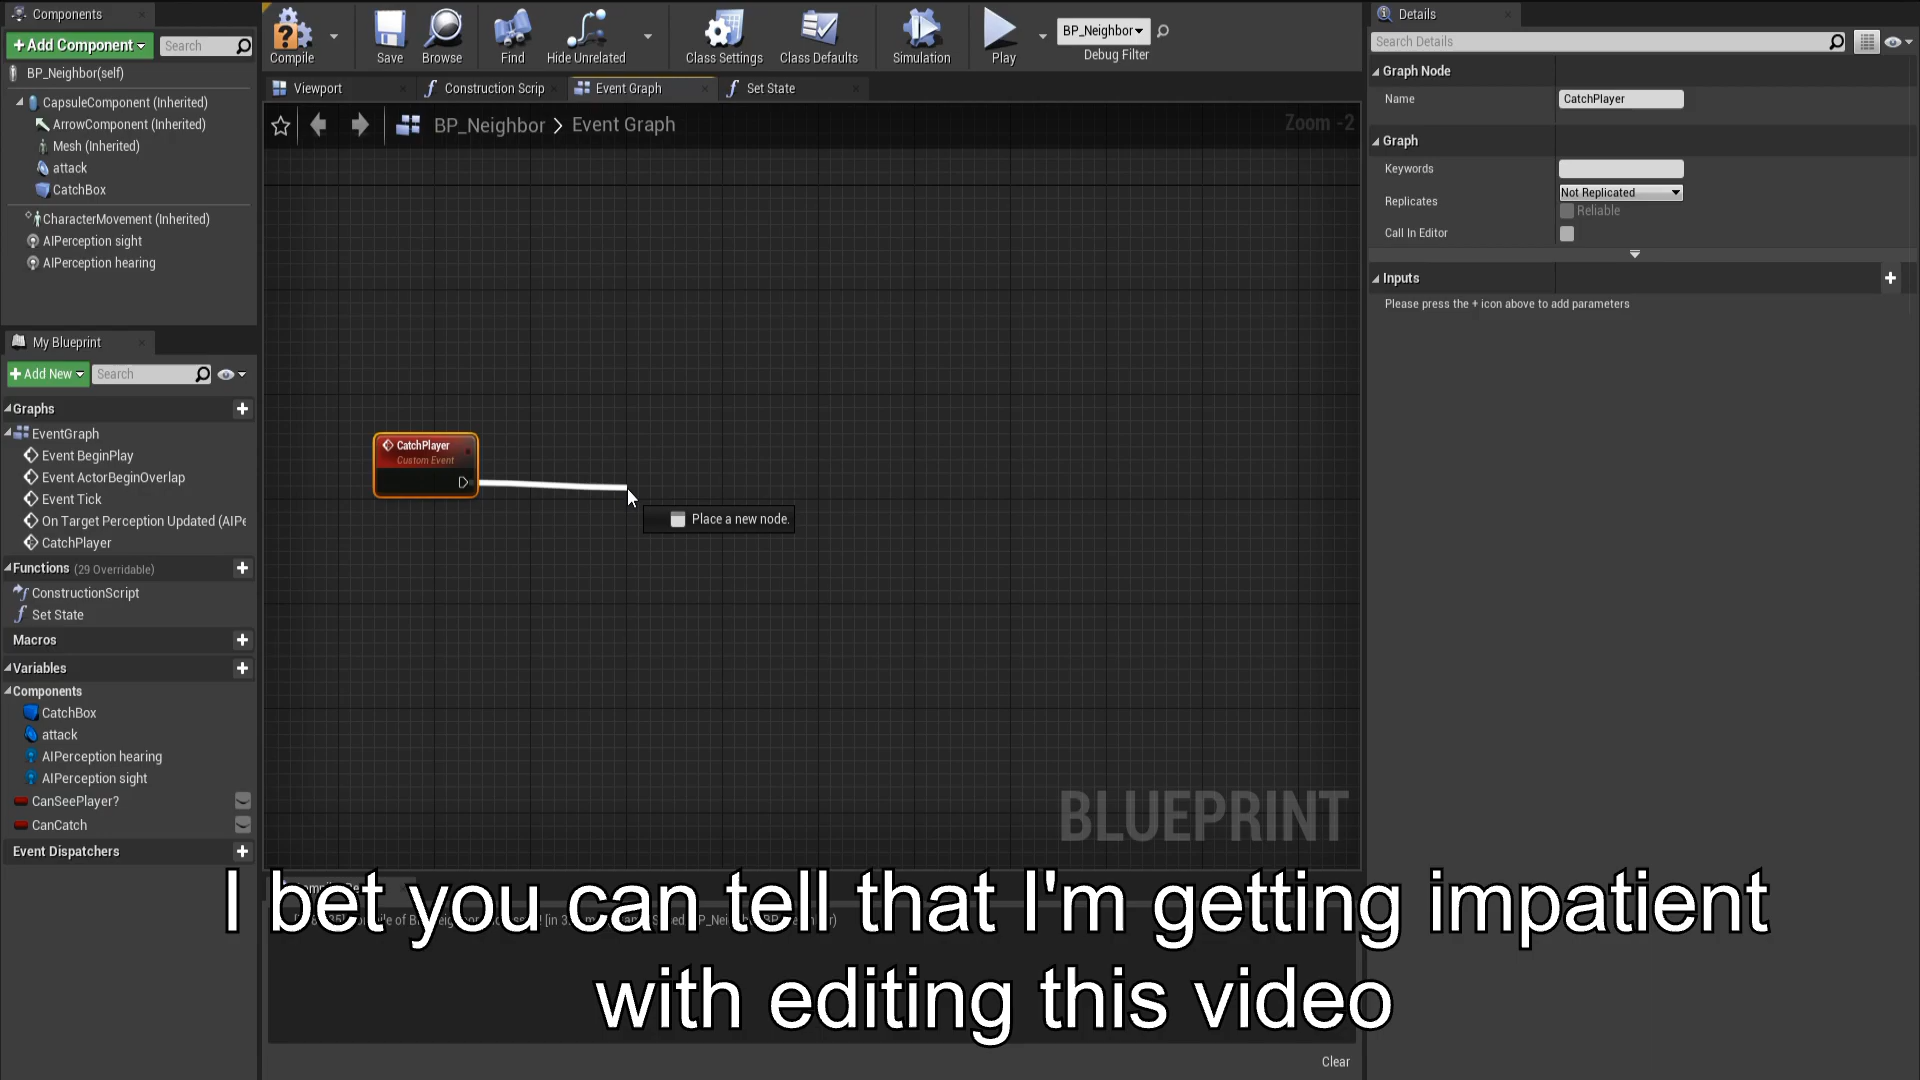 Components
+Add Component
Search
BP_Neighbor(self)
CapsuleComponent (Inherited)
ArrowComponent (Inherited)
Mesh (Inherited)
attack
CatchBox
CharacterMovement (Inherited)
AIPerception sight
AIPerception hearing
My Blueprint
+Add New
Search
Graphs
EventGraph
Event BeginPlay
Event ActorBeginOverlap
Event Tick
On Target Perception Updated (AIPe
CatchPlayer
Functions (29 Overridable)
ConstructionScript
Set State
Macros
Variables
Components
CatchBox
attack
AIPerception hearing
AIPerception sight
CanSeePlayer?
CanCatch
Event Dispatchers
Compile
Save
Browse
Find
Hide Unrelated
Class Settings
Class Defaults
Simulation
Play
BP_Neighbor
Debug Filter
Viewport
Construction Scrip
Event Graph
Set State
BP_Neighbor > Event Graph
Zoom -2
CatchPlayer
Custom Event
Place a new node.
BLUEPRINT
I bet you can tell that I'm getting impatient
with editing this video
Clear
Details
Search Details
Graph Node
Name
CatchPlayer
Graph
Keywords
Replicates
Not Replicated
Reliable
Call In Editor
Inputs
Please press the + icon above to add parameters